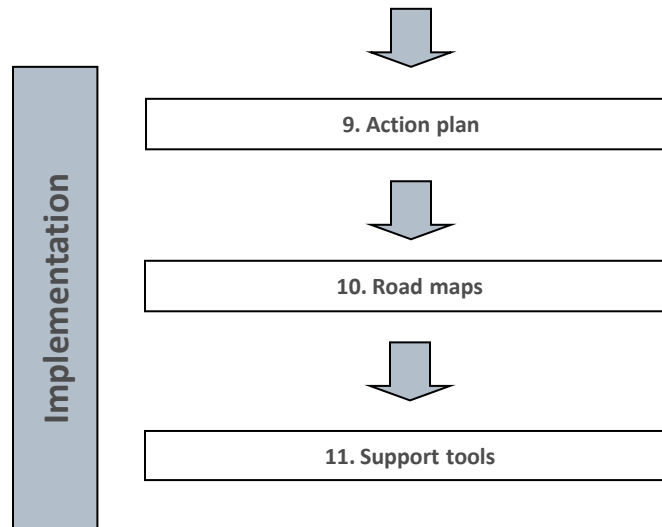 Implementation
9. Action plan
10. Road maps
11. Support tools